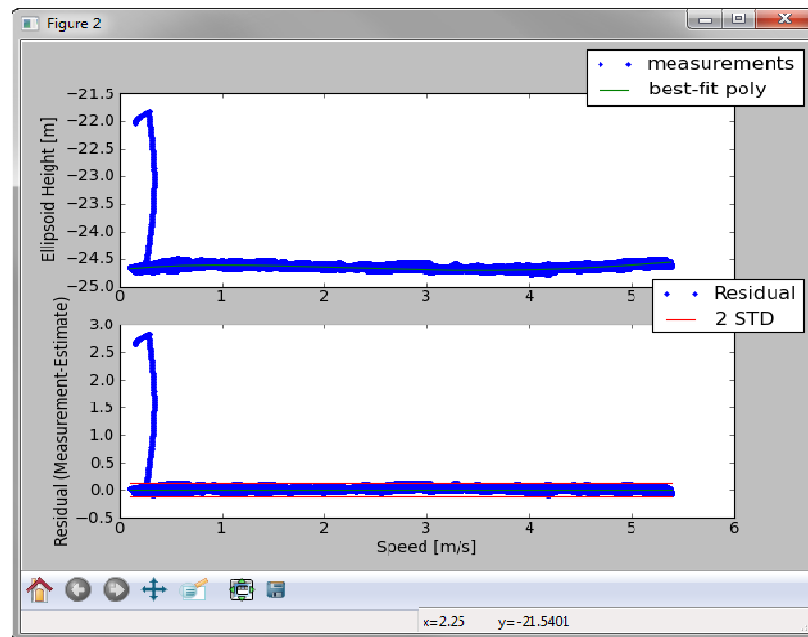 Figure 2
measurements
best-fit poly
−21.5
−22.0
−22.5
−23.0
−23.5
−24.0
−24.5
−25.0
Ellipsoid Height [m]
0 1 2 3 4 5 6
Residual
2 STD
3.0
2.5
2.0
1.5
1.0
0.5
0.0
−0.5
Residual (Measurement-Estimate)
0 1 2 3 4 5 6
Speed [m/s]
x=2.25 y=-21.5401